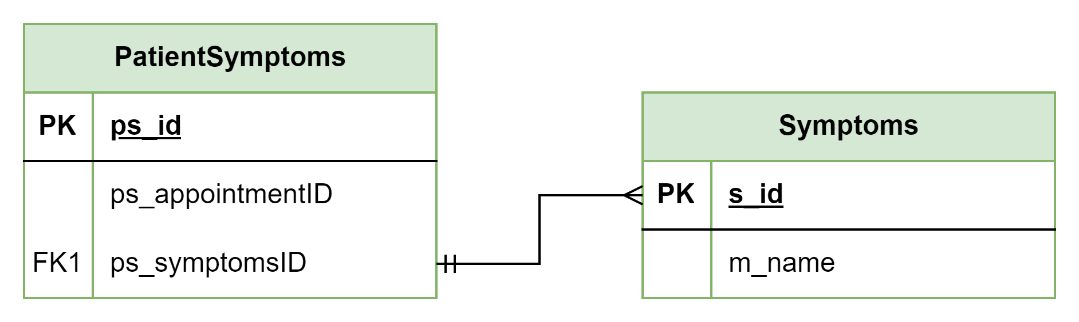 PatientSymptoms
PK ps_id
ps_appointmentID
FK1 ps_symptomsID
Symptoms
PK s_id
m_name